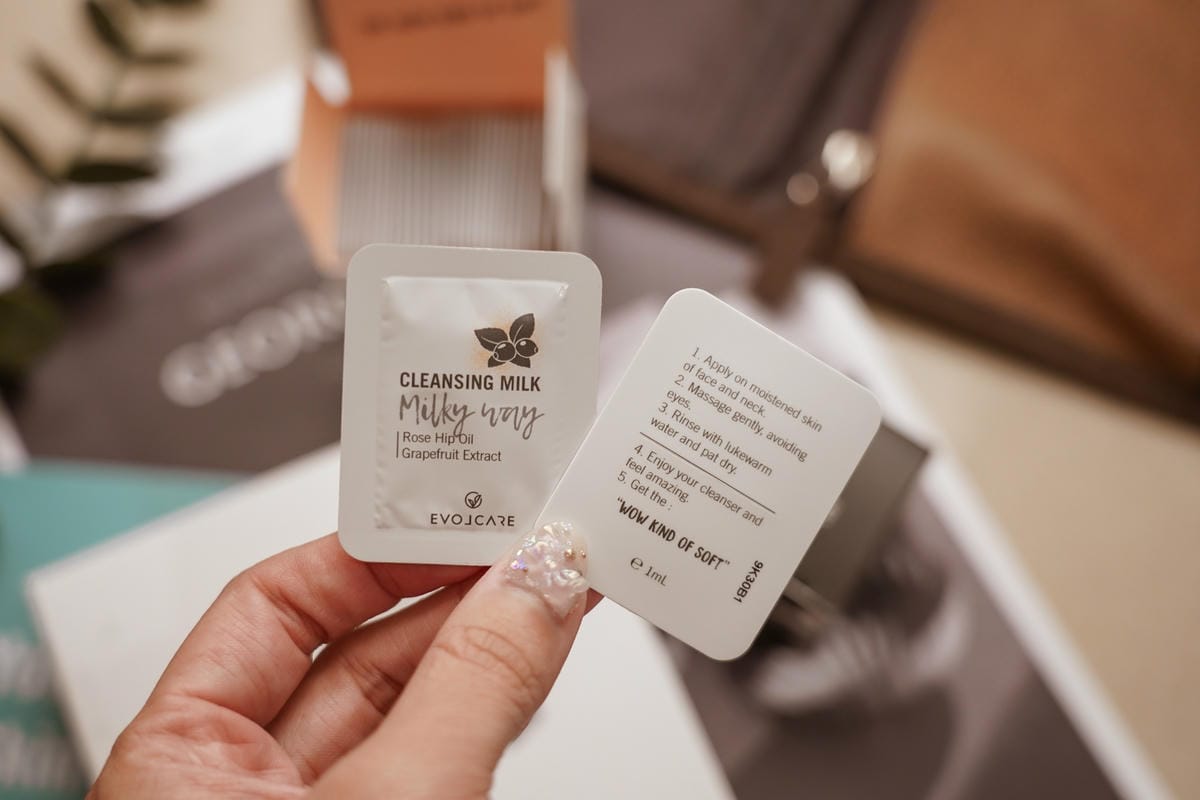 CLEANSING MILK
Milky way
Rose Hip Oil
Grapefruit Extract
EVOLCARE
1. Apply on moistened skin
of face and neck.
2. Massage gently, avoiding
eyes.
3. Rinse with lukewarm
water and pat dry.
4. Enjoy your cleanser and
feel amazing.
5. Get the :
"WOW KIND OF SOFT"
℮ 1mL
9K30B1